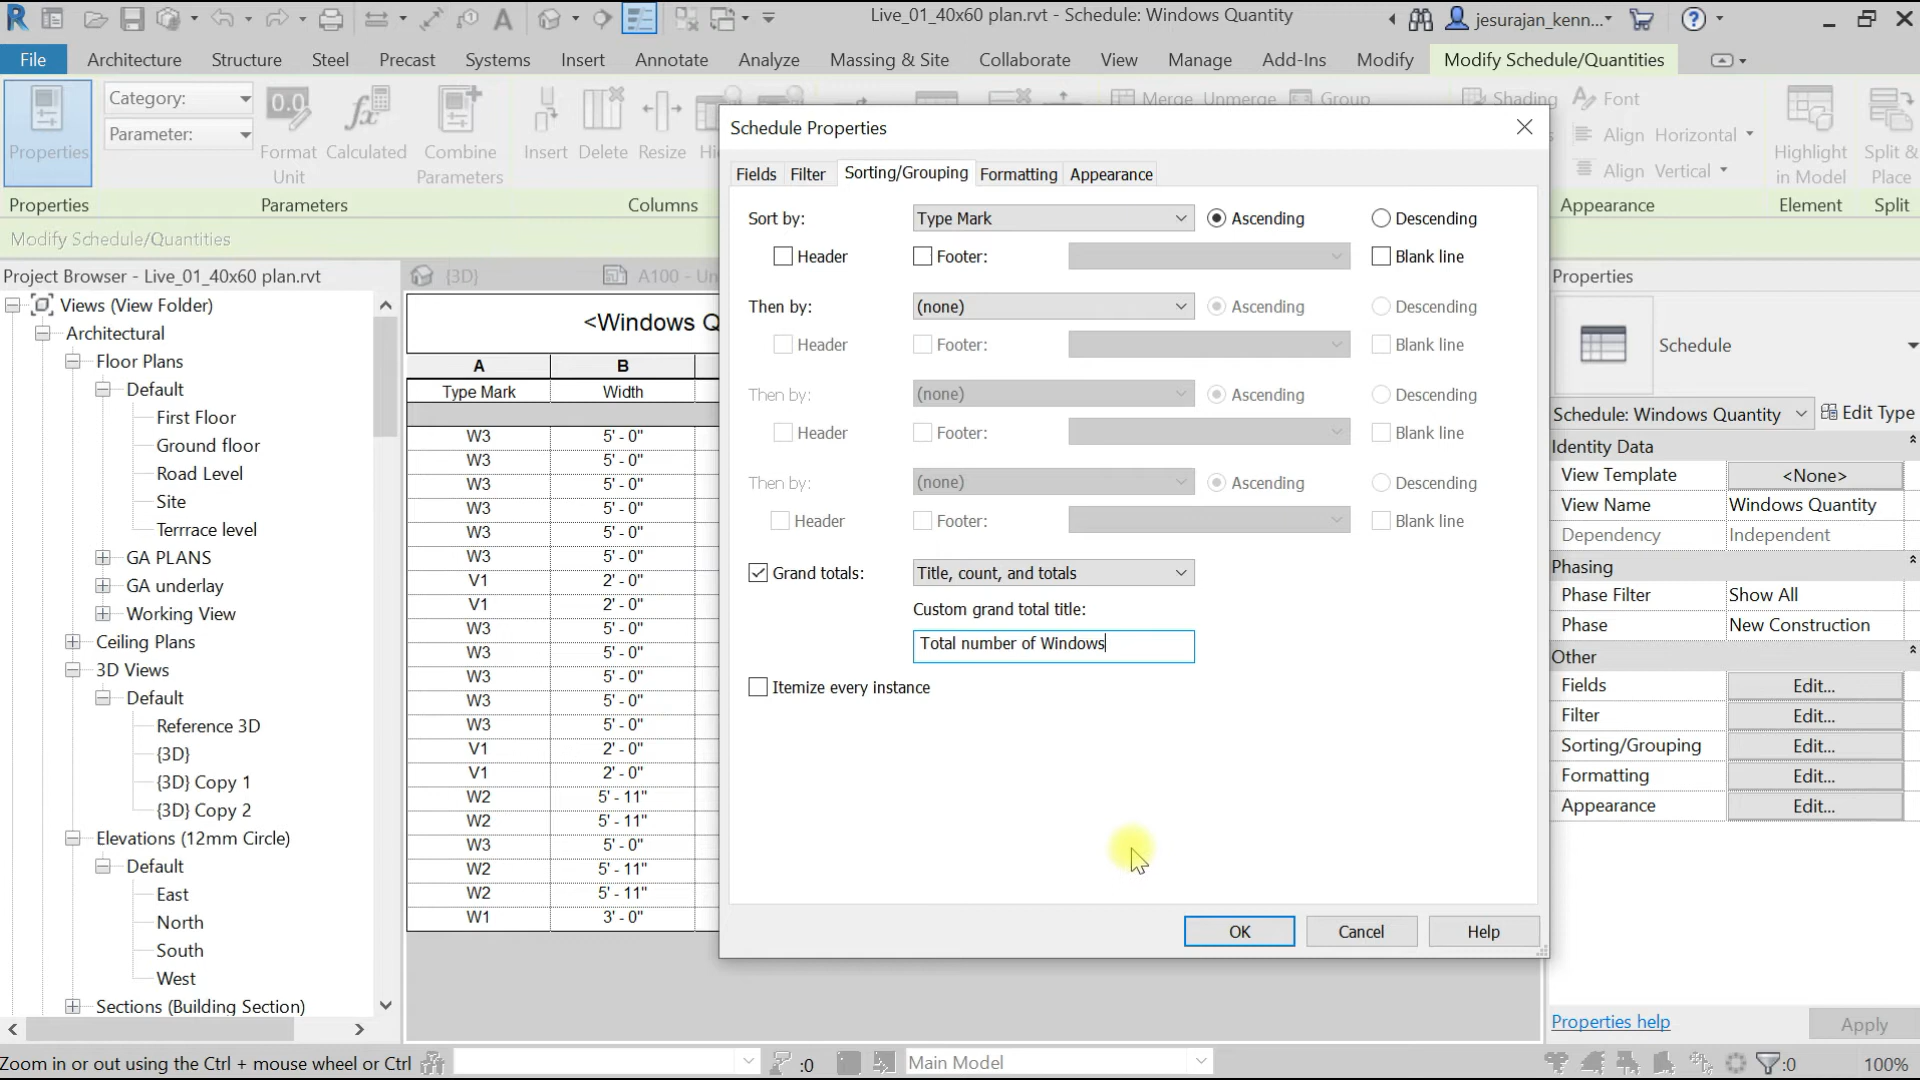 Live_01_40x60 plan.rvt - Schedule: Windows Quantity
jesurajan_kenn...
File Architecture Structure Steel Precast Systems Insert Annotate Analyze Massing & Site Collaborate View Manage Add-Ins Modify Modify Schedule/Quantities
Properties
Category:
Parameter:
Format Unit
Calculated
Combine Parameters
Insert Delete Resize
Merge Unmerge Group
Shading Font
Align Horizontal
Align Vertical
Highlight in Model
Split & Place
Properties Parameters Columns Appearance Element Split
Modify Schedule/Quantities
Project Browser - Live_01_40x60 plan.rvt
Views (View Folder)
Architectural
Floor Plans
Default
First Floor
Ground floor
Road Level
Site
Terrrace level
GA PLANS
GA underlay
Working View
Ceiling Plans
3D Views
Default
Reference 3D
{3D}
{3D} Copy 1
{3D} Copy 2
Elevations (12mm Circle)
Default
East
North
South
West
Sections (Building Section)
{3D}
A100 - Un
<Windows Q
A B
Type Mark Width
W3 5' - 0"
W3 5' - 0"
W3 5' - 0"
W3 5' - 0"
W3 5' - 0"
W3 5' - 0"
V1 2' - 0"
V1 2' - 0"
W3 5' - 0"
W3 5' - 0"
W3 5' - 0"
W3 5' - 0"
W3 5' - 0"
V1 2' - 0"
V1 2' - 0"
W2 5' - 11"
W2 5' - 11"
W3 5' - 0"
W2 5' - 11"
W2 5' - 11"
W1 3' - 0"
Schedule Properties
Fields Filter Sorting/Grouping Formatting Appearance
Sort by: Type Mark Ascending Descending
Header Footer: Blank line
Then by: (none) Ascending Descending
Header Footer: Blank line
Then by: (none) Ascending Descending
Header Footer: Blank line
Then by: (none) Ascending Descending
Header Footer: Blank line
Grand totals: Title, count, and totals
Custom grand total title:
Total number of Windows
Itemize every instance
OK Cancel Help
Properties
Schedule
Schedule: Windows Quantity Edit Type
Identity Data
View Template <None>
View Name Windows Quantity
Dependency Independent
Phasing
Phase Filter Show All
Phase New Construction
Other
Fields Edit...
Filter Edit...
Sorting/Grouping Edit...
Formatting Edit...
Appearance Edit...
Properties help Apply
Zoom in or out using the Ctrl + mouse wheel or Ctrl :0 Main Model :0 100%